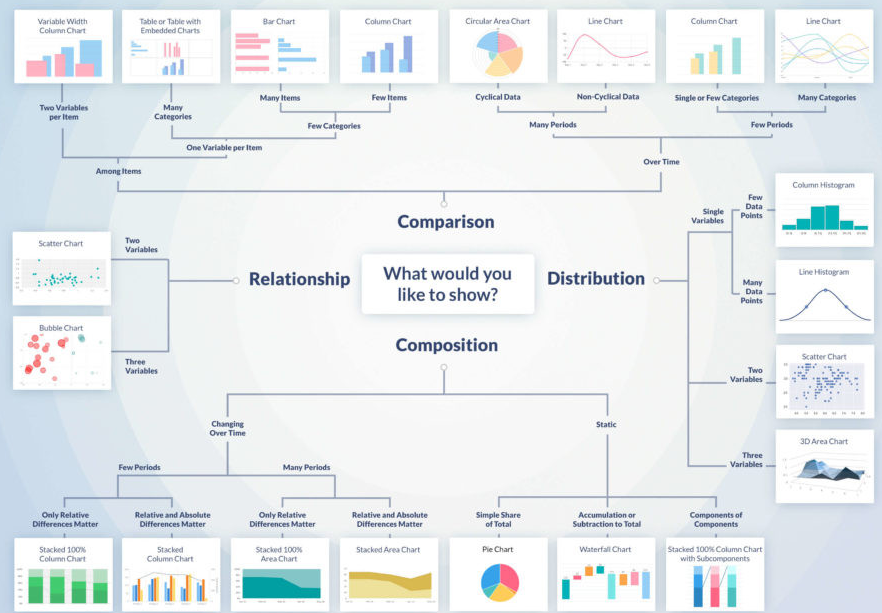 Variable Width
Column Chart
Table or Table with
Embedded Charts
Bar Chart
Column Chart
Circular Area Chart
Line Chart
Column Chart
Line Chart
Two Variables
per Item
Many
Categories
Many Items
Few Items
Cyclical Data
Non-Cyclical Data
Single or Few Categories
Many Categories
Few Categories
Many Periods
Few Periods
One Variable per Item
Over Time
Among Items
Comparison
Single
Variables
Few
Data
Points
Column Histogram
Many
Data
Points
Line Histogram
Scatter Chart
Two
Variables
Relationship
What would you
like to show?
Distribution
Bubble Chart
Three
Variables
Composition
Two
Variables
Scatter Chart
Three
Variables
3D Area Chart
Changing
Over Time
Static
Few Periods
Many Periods
Only Relative
Differences Matter
Relative and Absolute
Differences Matter
Only Relative
Differences Matter
Relative and Absolute
Differences Matter
Simple Share
of Total
Accumulation or
Subtraction to Total
Components of
Components
Stacked 100%
Column Chart
Stacked
Column Chart
Stacked 100%
Area Chart
Stacked Area Chart
Pie Chart
Waterfall Chart
Stacked 100% Column Chart
with Subcomponents